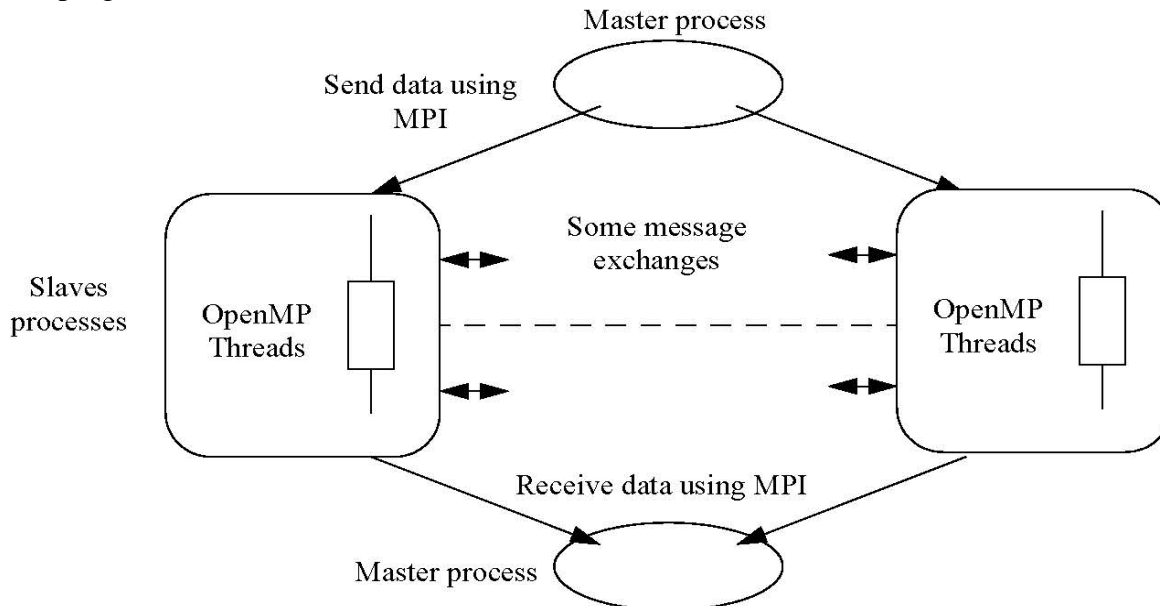 Master process
Send data using
MPI
Some message
exchanges
Slaves
processes
OpenMP
Threads
OpenMP
Threads
Receive data using MPI
Master process